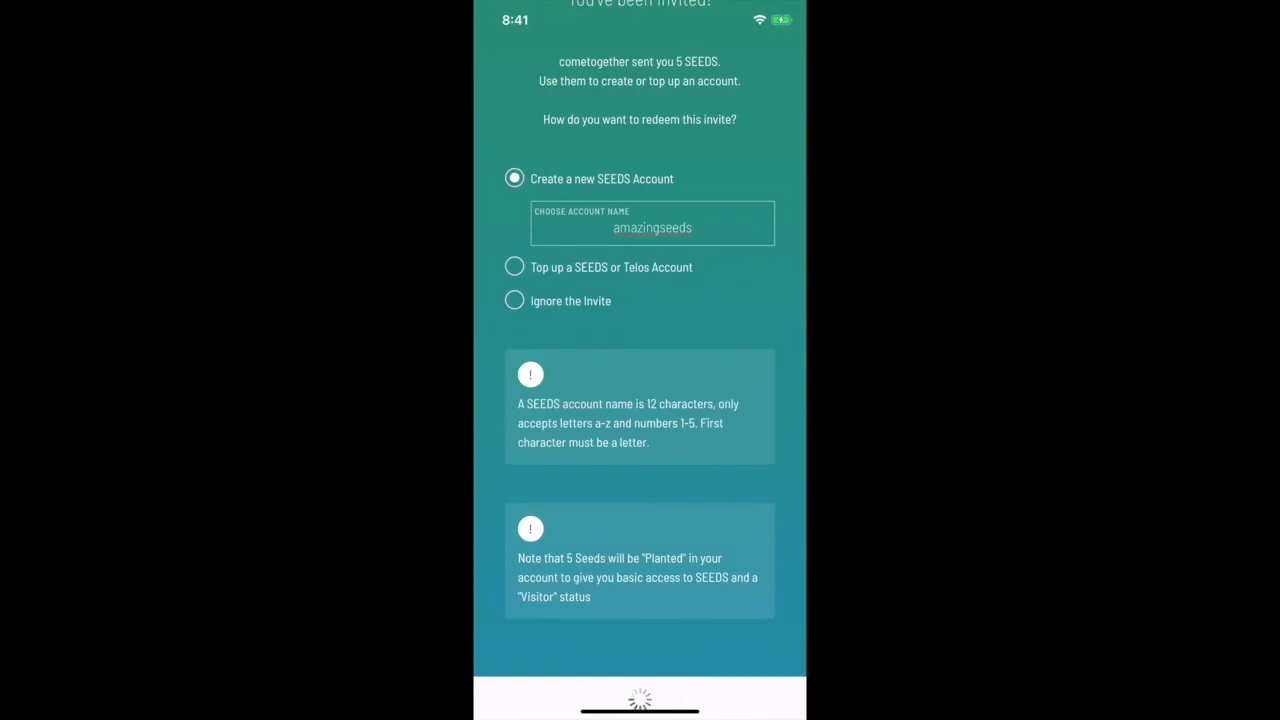 You've been invited!
8:41
cometogether sent you 5 SEEDS.
Use them to create or top up an account.
How do you want to redeem this invite?
Create a new SEEDS Account
CHOOSE ACCOUNT NAME
amazingseeds
Top up a SEEDS or Telos Account
Ignore the Invite
!
A SEEDS account name is 12 characters, only
accepts letters a-z and numbers 1-5. First
character must be a letter.
!
Note that 5 Seeds will be "Planted" in your
account to give you basic access to SEEDS and a
"Visitor" status